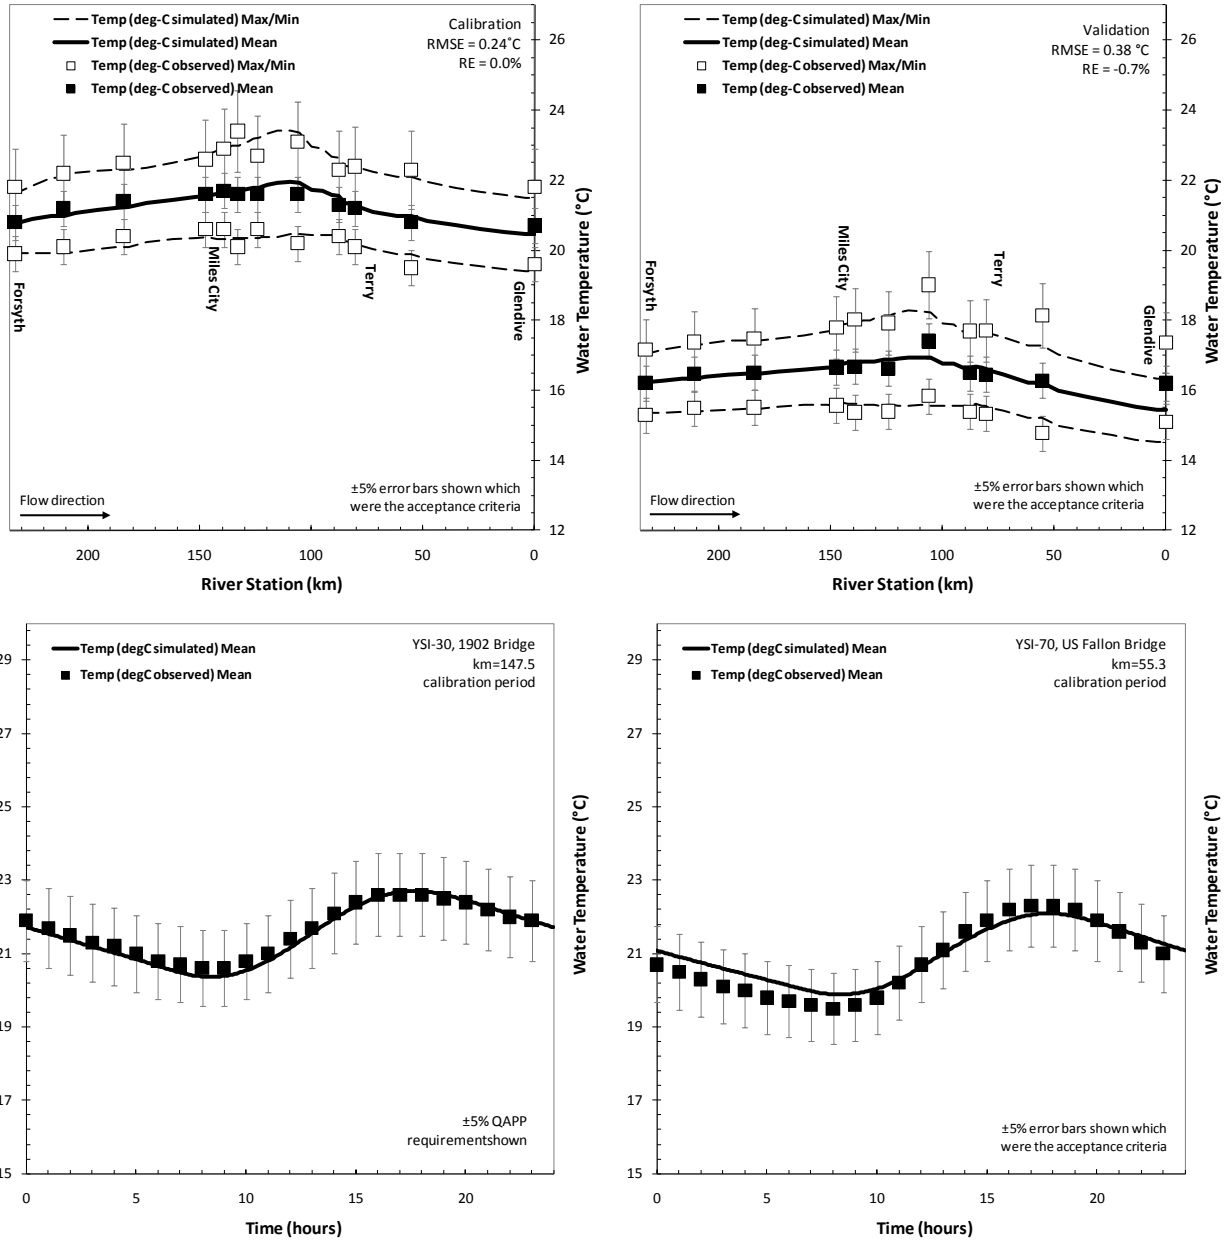 Temp (deg-C simulated) Max/Min
Temp (deg-C simulated) Mean
Temp (deg-C observed) Max/Min
Temp (deg-C observed) Mean
Calibration
RMSE = 0.24°C
RE = 0.0%
26
24
22
20
18
16
14
12
Water Temperature (°C)
Forsyth
Miles City
Terry
Glendive
Flow direction
±5% error bars shown which
were the acceptance criteria
200
150
100
50
0
River Station (km)
Temp (deg-C simulated) Max/Min
Temp (deg-C simulated) Mean
Temp (deg-C observed) Max/Min
Temp (deg-C observed) Mean
Validation
RMSE = 0.38 °C
RE = -0.7%
26
24
22
20
18
16
14
12
Water Temperature (°C)
Forsyth
Miles City
Terry
Glendive
Flow direction
±5% error bars shown which
were the acceptance criteria
200
150
100
50
0
River Station (km)
Temp (degC simulated) Mean
Temp (degC observed) Mean
YSI-30, 1902 Bridge
km=147.5
calibration period
29
27
25
23
21
19
17
15
Water Temperature (°C)
±5% QAPP
requirementshown
0
5
10
15
20
Time (hours)
Temp (degC simulated) Mean
Temp (degC observed) Mean
YSI-70, US Fallon Bridge
km=55.3
calibration period
29
27
25
23
21
19
17
15
Water Temperature (°C)
±5% error bars shown which
were the acceptance criteria
0
5
10
15
20
Time (hours)